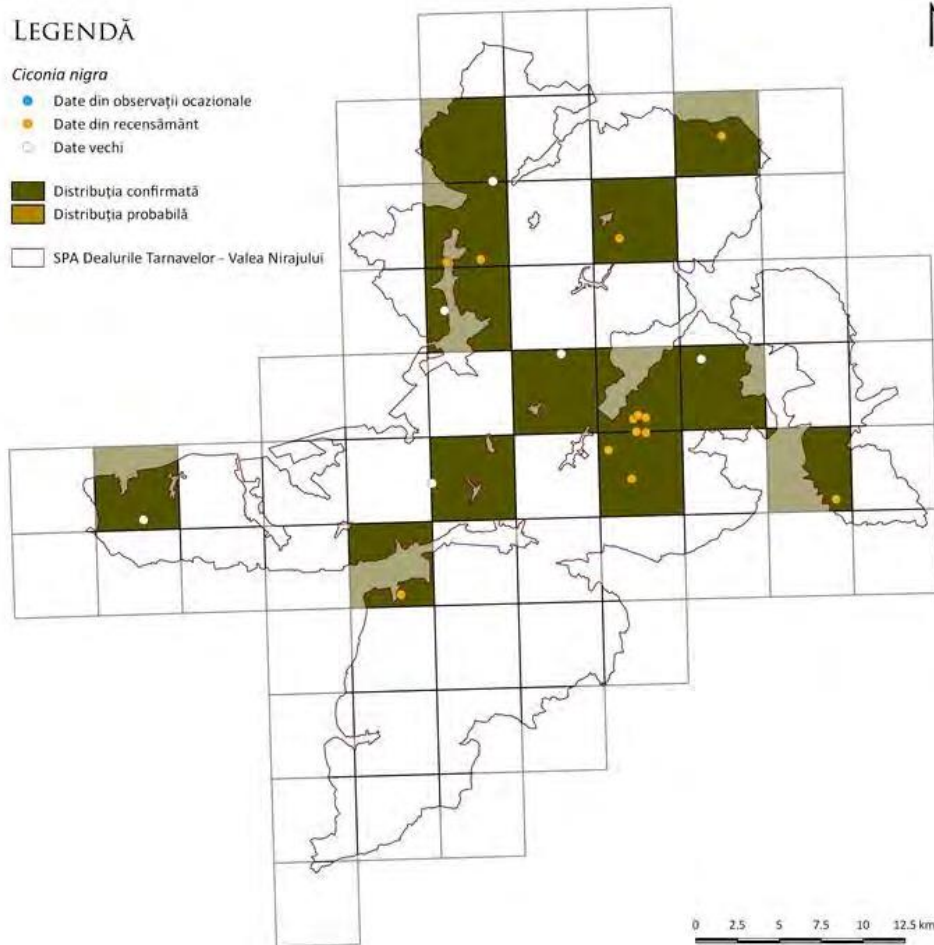 LEGENDĂ
Ciconia nigra
Date din observații ocazionale
Date din recensământ
Date vechi
Distribuția confirmată
Distribuția probabilă
SPA Dealurile Tarnavelor - Valea Nirajului
0 2.5 5 7.5 10 12.5 km